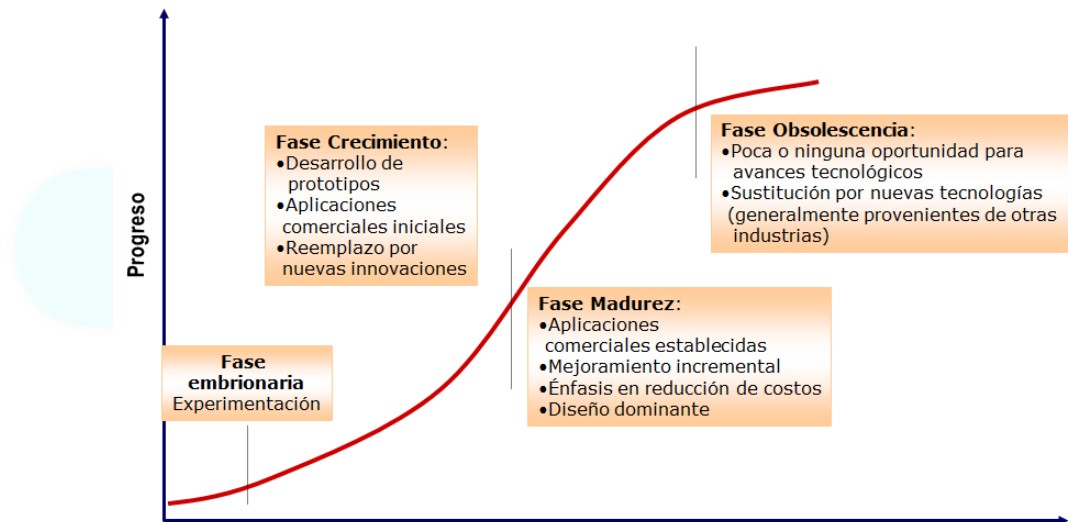 Progreso
Fase
embrionaria
Experimentación
Fase Crecimiento:
•Desarrollo de
prototipos
•Aplicaciones
comerciales iniciales
•Reemplazo por
nuevas innovaciones
Fase Madurez:
•Aplicaciones
comerciales establecidas
•Mejoramiento incremental
•Énfasis en reducción de costos
•Diseño dominante
Fase Obsolescencia:
•Poca o ninguna oportunidad para
avances tecnológicos
•Sustitución por nuevas tecnologías
(generalmente provenientes de otras
industrias)